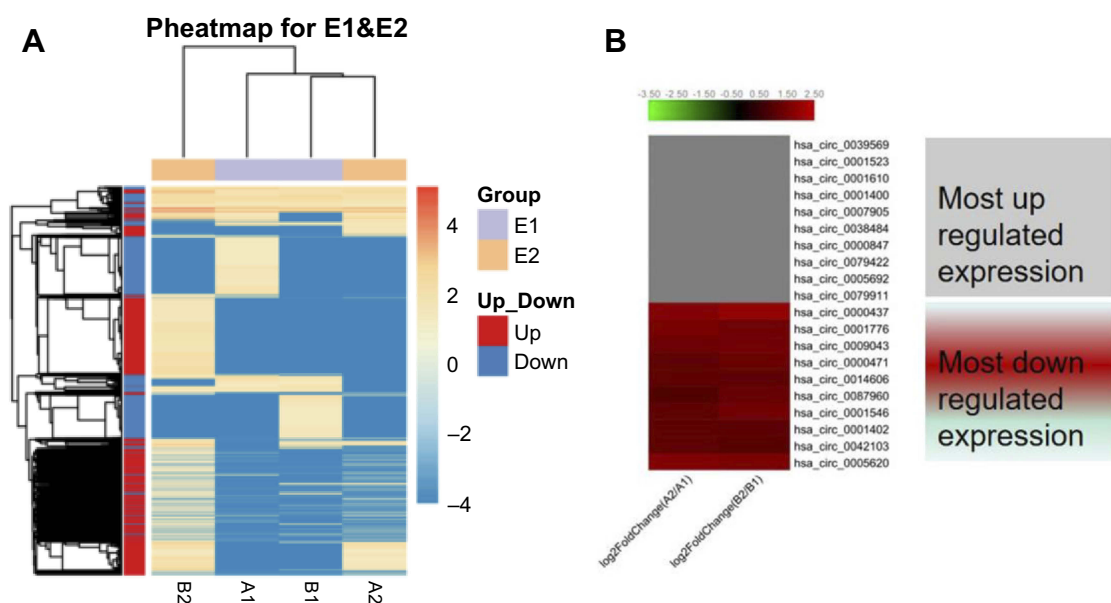 A
Pheatmap for E1&E2
Group
E1
E2
Up_Down
Up
Down
4
2
0
−2
−4
B2
A1
B1
A2
B
-3.50 -2.50 -1.50 -0.50 0.50 1.50 2.50
hsa_circ_0039569
hsa_circ_0001523
hsa_circ_0001610
hsa_circ_0001400
hsa_circ_0007905
hsa_circ_0038484
hsa_circ_0000847
hsa_circ_0079422
hsa_circ_0005692
hsa_circ_0079911
hsa_circ_0000437
hsa_circ_0001776
hsa_circ_0009043
hsa_circ_0000471
hsa_circ_0014606
hsa_circ_0087960
hsa_circ_0001546
hsa_circ_0001402
hsa_circ_0042103
hsa_circ_0005620
log2FoldChange(A2/A1)
log2FoldChange(B2/B1)
Most up
regulated
expression
Most down
regulated
expression